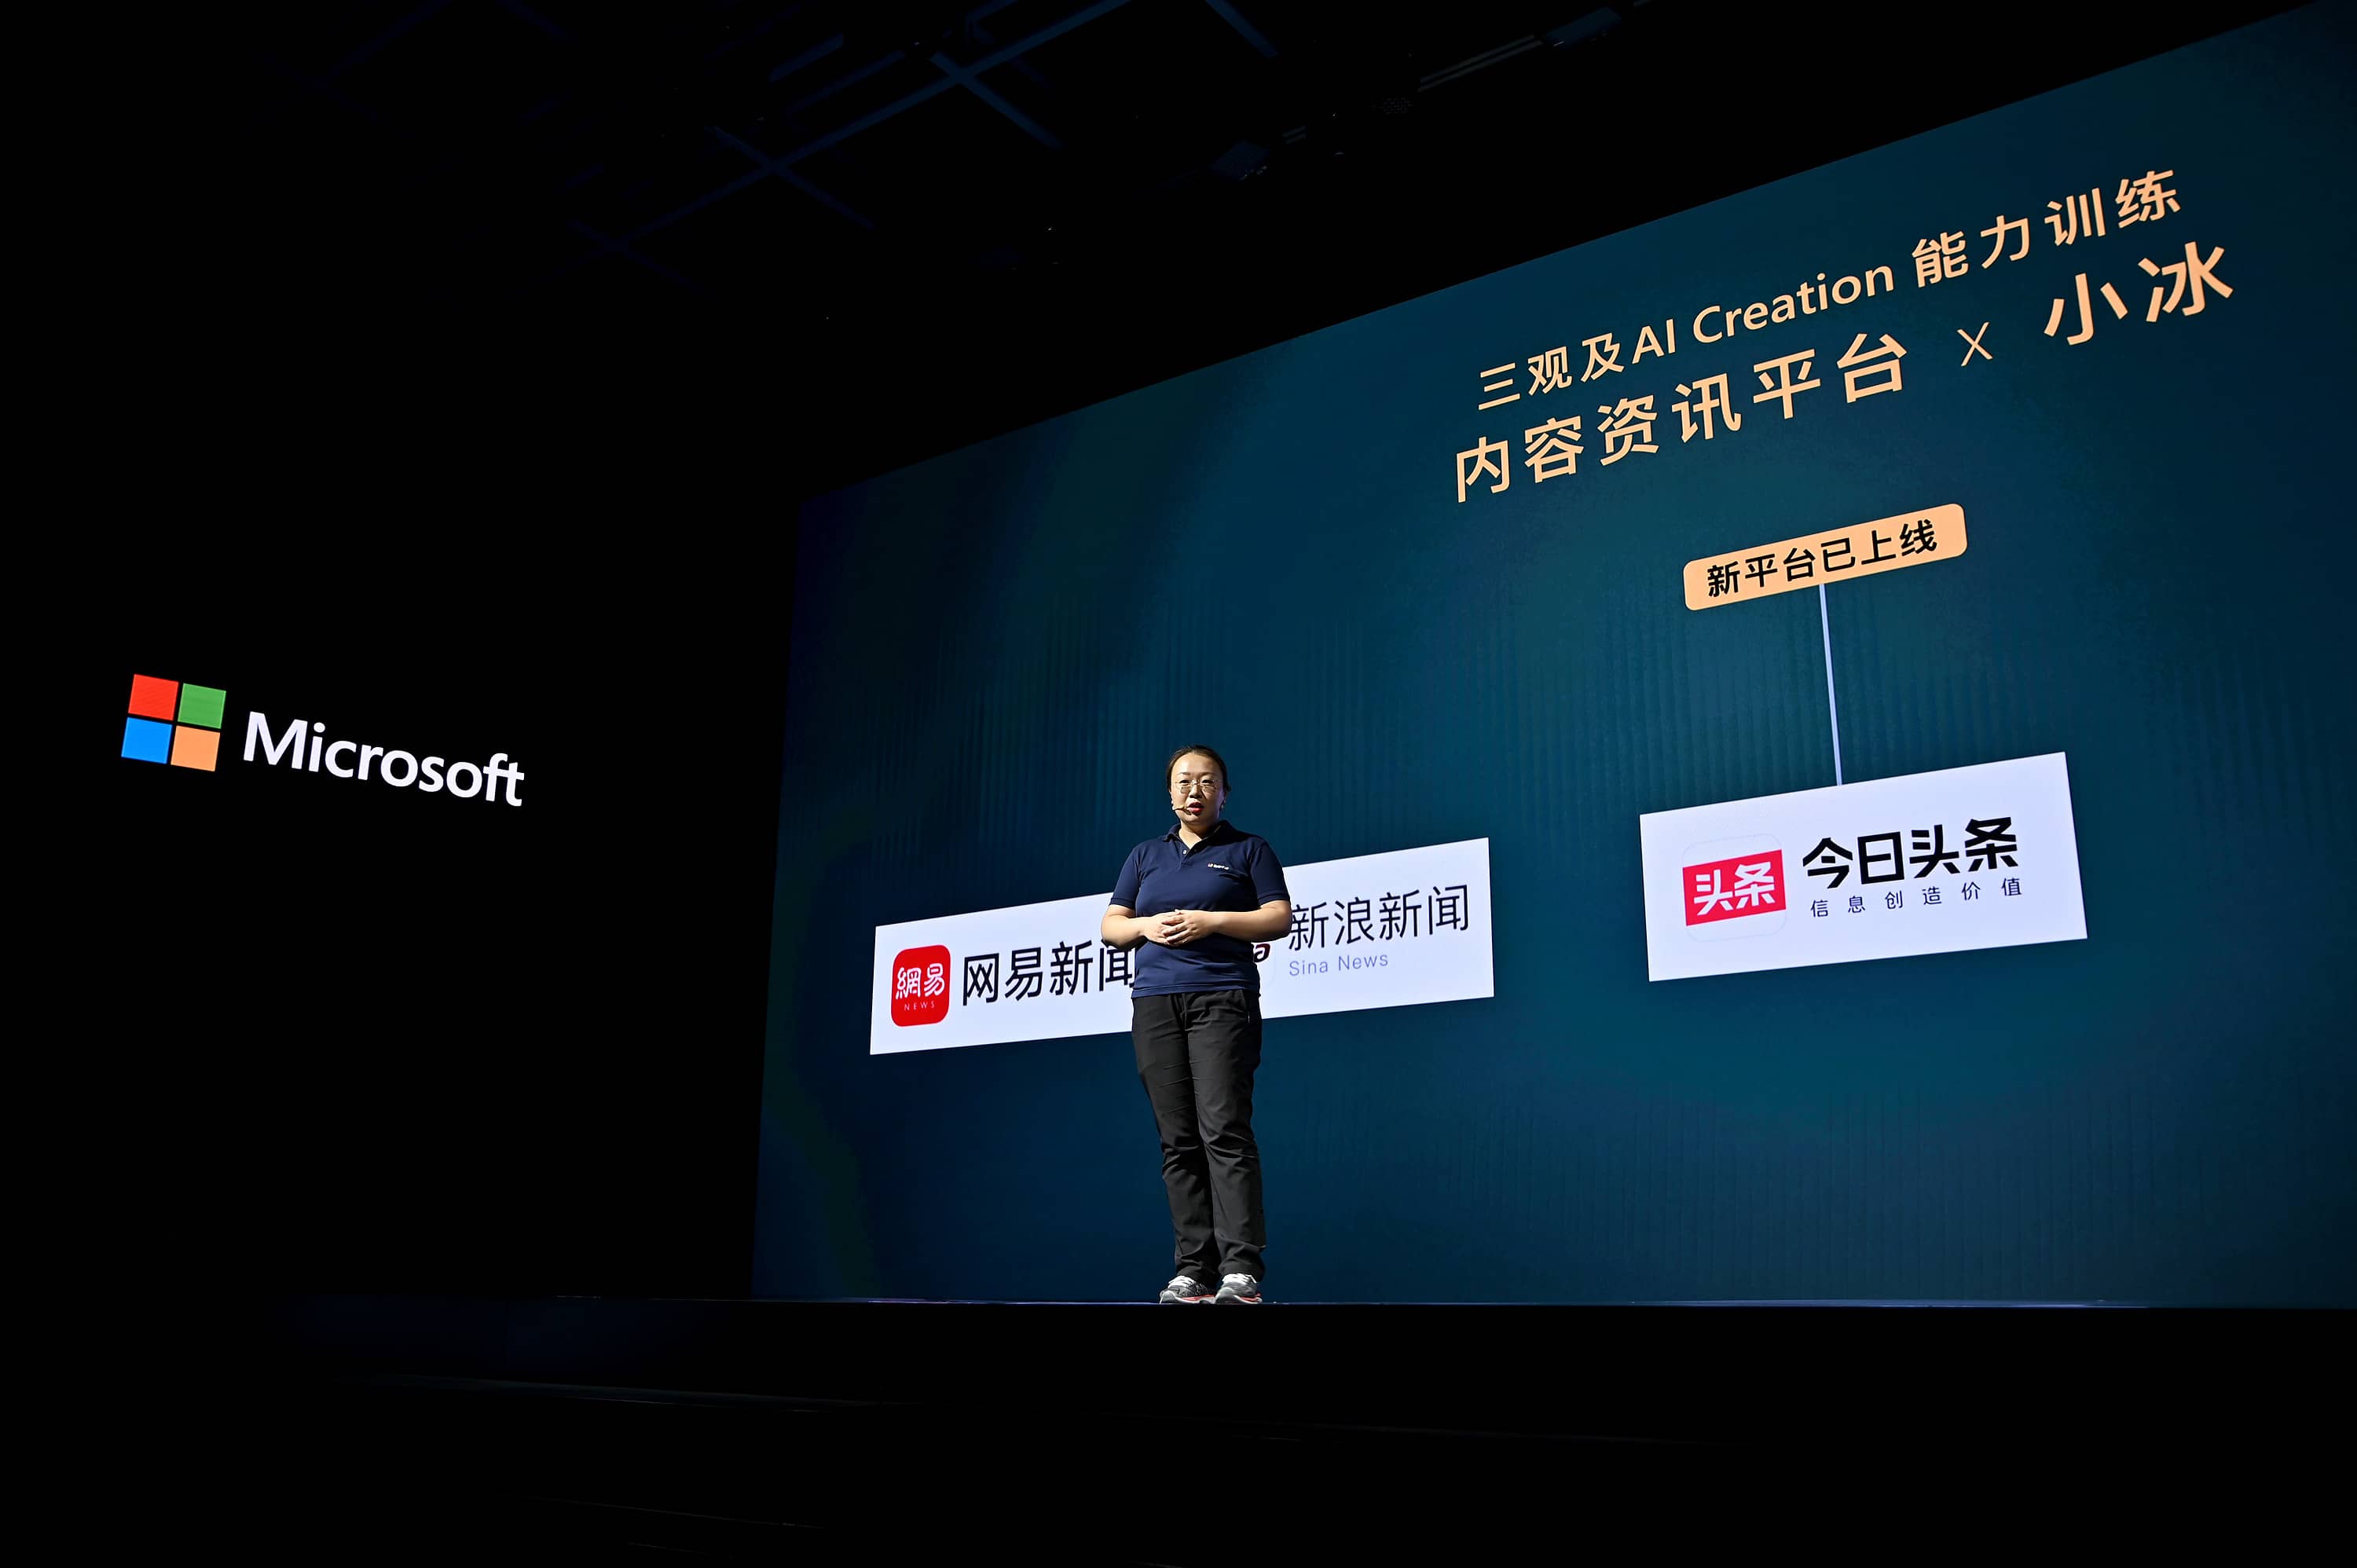 三观及AI Creation 能力训练
内容资讯平台 x 小冰
新平台已上线
Microsoft
網易
NEWS
网易新闻
新浪新闻
Sina News
头条
今日头条
信息创造价值